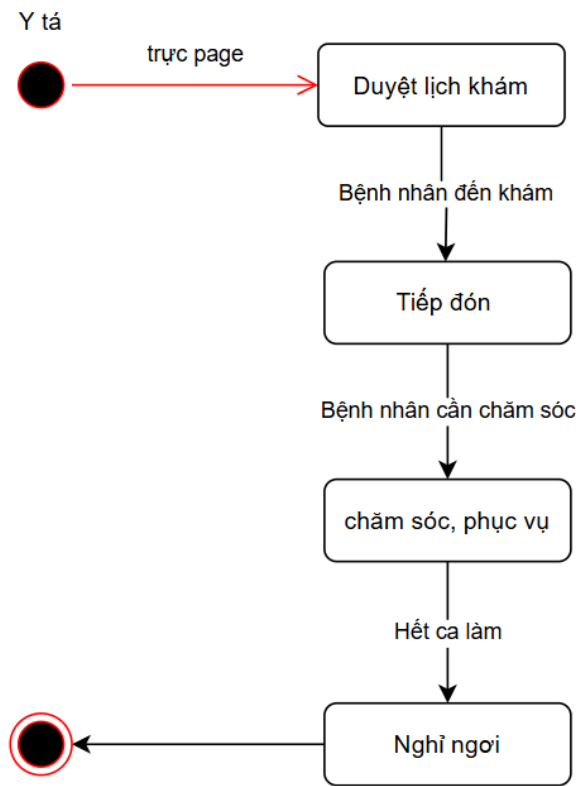 Y tá
trực page
Duyệt lịch khám
Bệnh nhân đến khám
Tiếp đón
Bệnh nhân cần chăm sóc
chăm sóc, phục vụ
Hết ca làm
Nghỉ ngơi